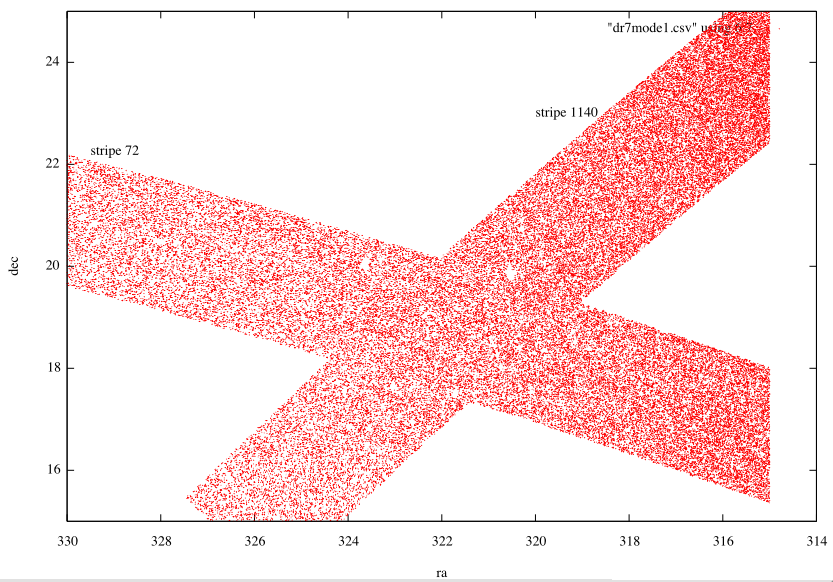 "dr7mode1.csv" using
24
stripe 1140
stripe 72
22
dec
20
18
16
330 328 326 324 322 320 318 316 314
ra